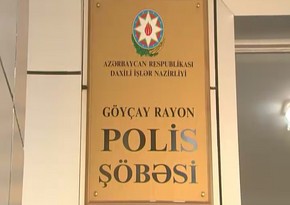 AZƏRBAYCAN RESPUBLİKASI
DAXİLİ İŞLƏR NAZİRLİYİ
GÖYÇAY RAYON
POLİS
ŞÖBƏSİ